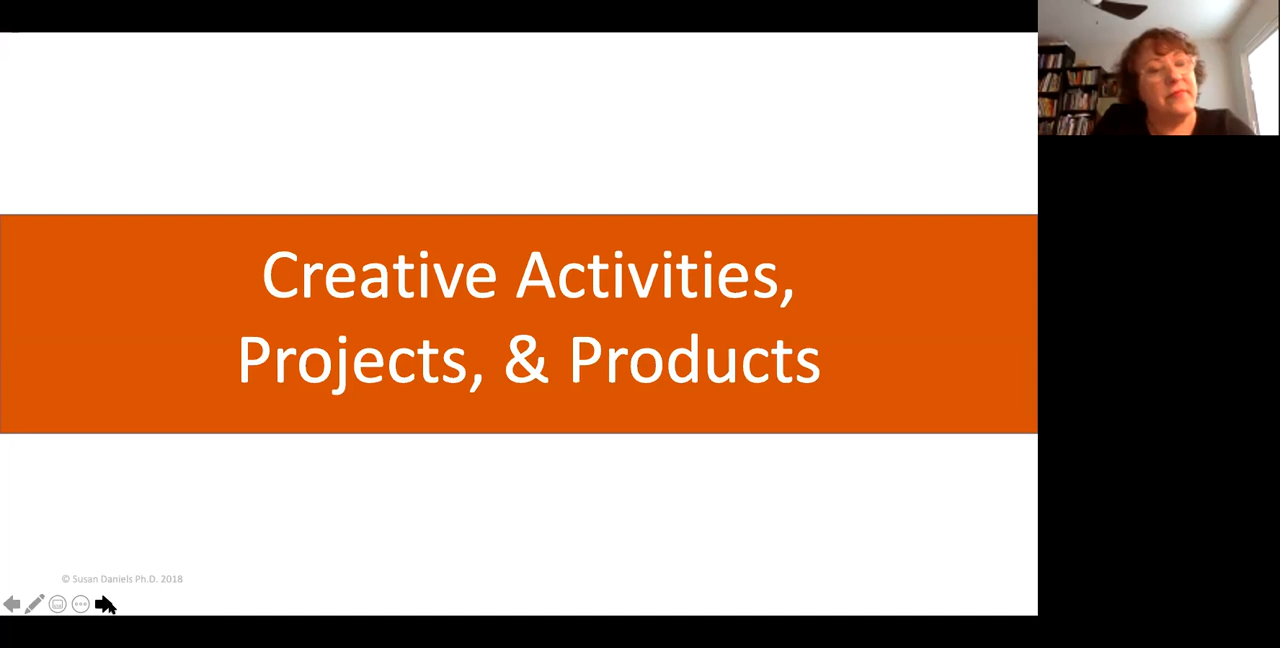 Creative Activities,
Projects, & Products
© Susan Daniels Ph.D. 2018